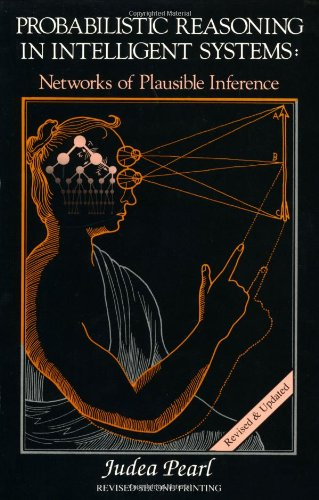 PROBABILISTIC REASONING
IN INTELLIGENT SYSTEMS:
Networks of Plausible Inference
A
B
C
Revised & Updated
Judea Pearl
REVISED SECOND PRINTING